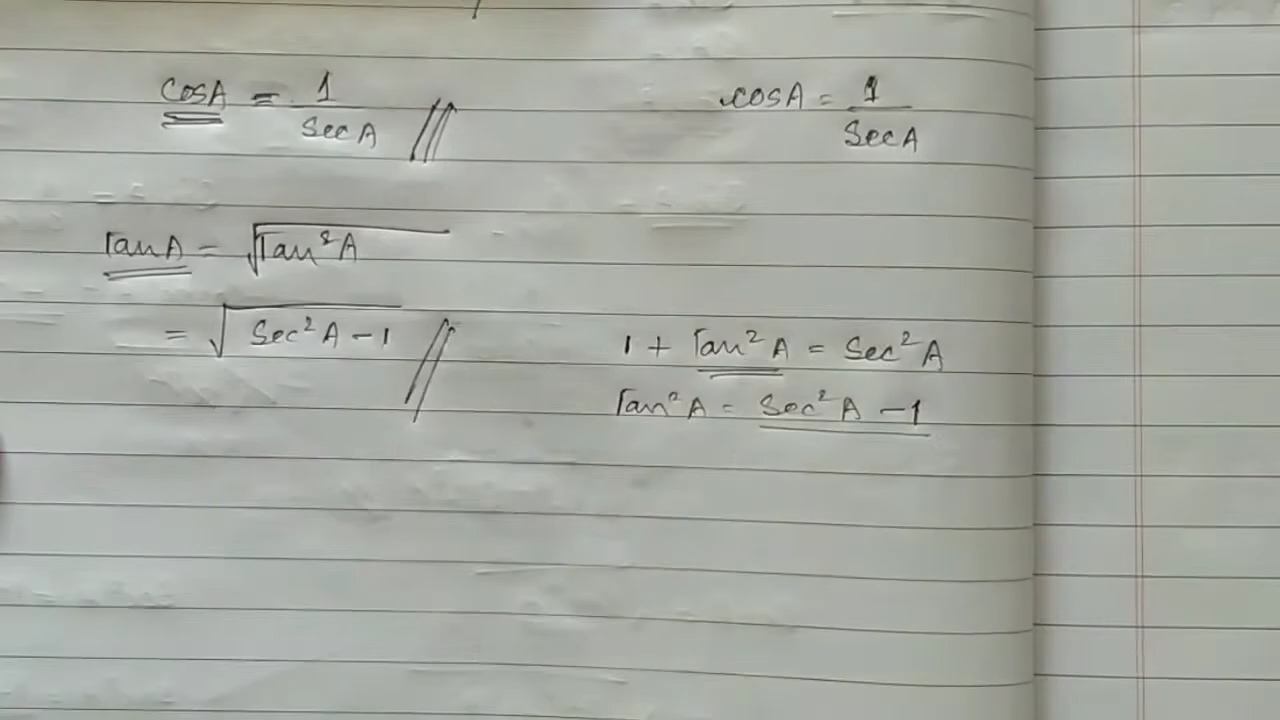 cosA = 1/SecA
cosA = 1/SecA
TanA = √Tan²A
= √Sec²A - 1
1 + Tan²A = Sec²A
Tan²A = Sec²A - 1